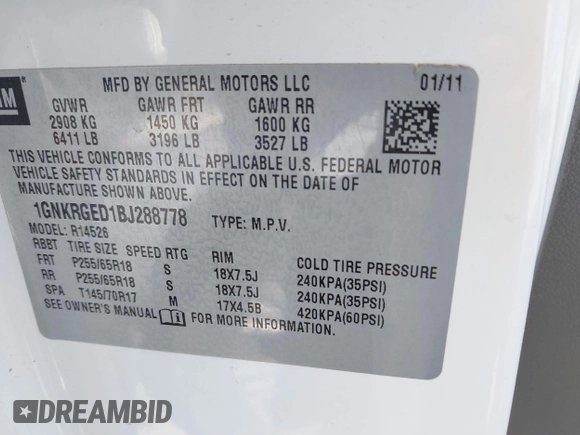 GM
MFD BY GENERAL MOTORS LLC 01/11
GVWR GAWR FRT GAWR RR
2908 KG 1450 KG 1600 KG
6411 LB 3196 LB 3527 LB
THIS VEHICLE CONFORMS TO ALL APPLICABLE U.S. FEDERAL MOTOR
VEHICLE SAFETY STANDARDS IN EFFECT ON THE DATE OF
MANUFACTURE SHOWN ABOVE.
1GNKRGED1BJ288778 TYPE: M.P.V.
MODEL: R14526
RBBT TIRE SIZE SPEED RTG RIM COLD TIRE PRESSURE
FRT P255/65R18 S 18X7.5J 240KPA(35PSI)
RR P255/65R18 S 18X7.5J 240KPA(35PSI)
SPA T145/70R17 M 17X4.5B 420KPA(60PSI)
SEE OWNER'S MANUAL FOR MORE INFORMATION.
DREAMBID